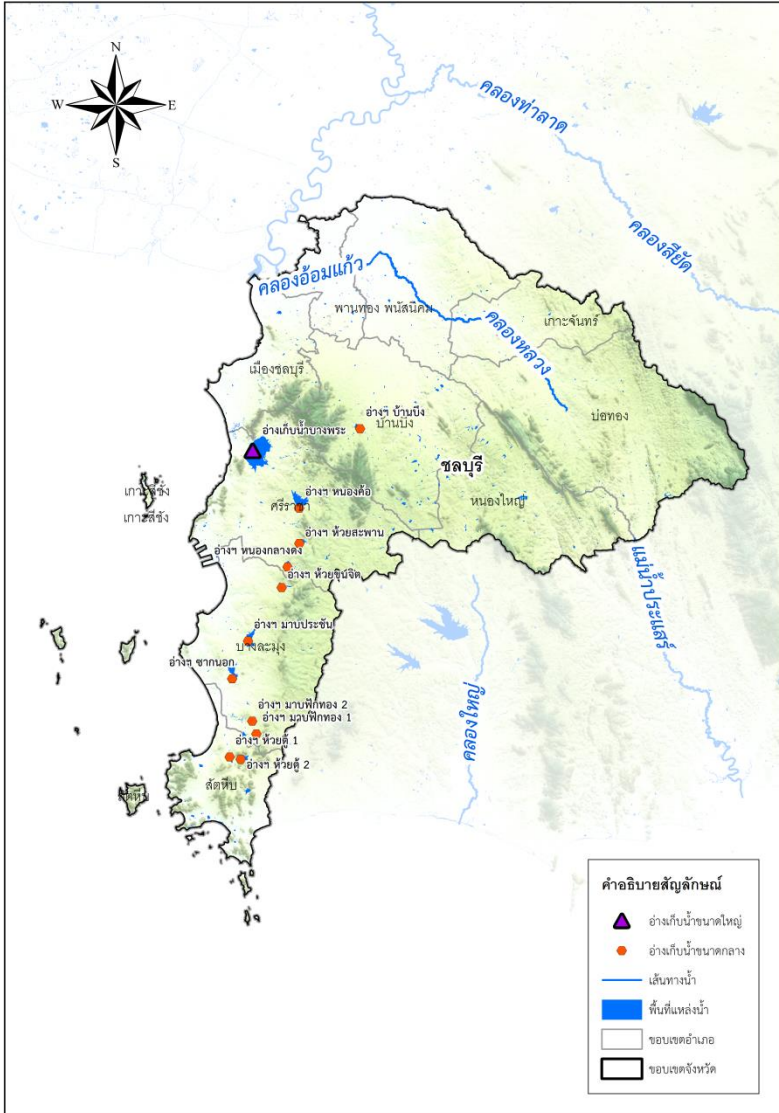 N
W
E
S
คลองท่าลาด
คลองสียัด
คลองอ้อมแก้ว
พานทอง พนัสนิคม
คลองหลวง
เกาะจันทร์
เมืองชลบุรี
บ่อทอง
อ่างฯ บ้านบึง
บ้านบึง
อ่างเก็บน้ำบางพระ
ชลบุรี
เกาะสีชัง
อ่างฯ หนองค้อ
หนองใหญ่
ศรีราชา
เกาะสีชัง
อ่างฯ ห้วยสะพาน
อ่างฯ หนองกลางดง
อ่างฯ ห้วยขุนจิต
แม่น้ำประแสร์
อ่างฯ มาบประชัน
บางละมุง
อ่างฯ ซากนอก
คลองใหญ่
อ่างฯ มาบฟักทอง 2
อ่างฯ มาบฟักทอง 1
อ่างฯ ห้วยตู้ 1
อ่างฯ ห้วยตู้ 2
สัตหีบ
สัตหีบ
คำอธิบายสัญลักษณ์
อ่างเก็บน้ำขนาดใหญ่
อ่างเก็บน้ำขนาดกลาง
เส้นทางน้ำ
พื้นที่แหล่งน้ำ
ขอบเขตอำเภอ
ขอบเขตจังหวัด